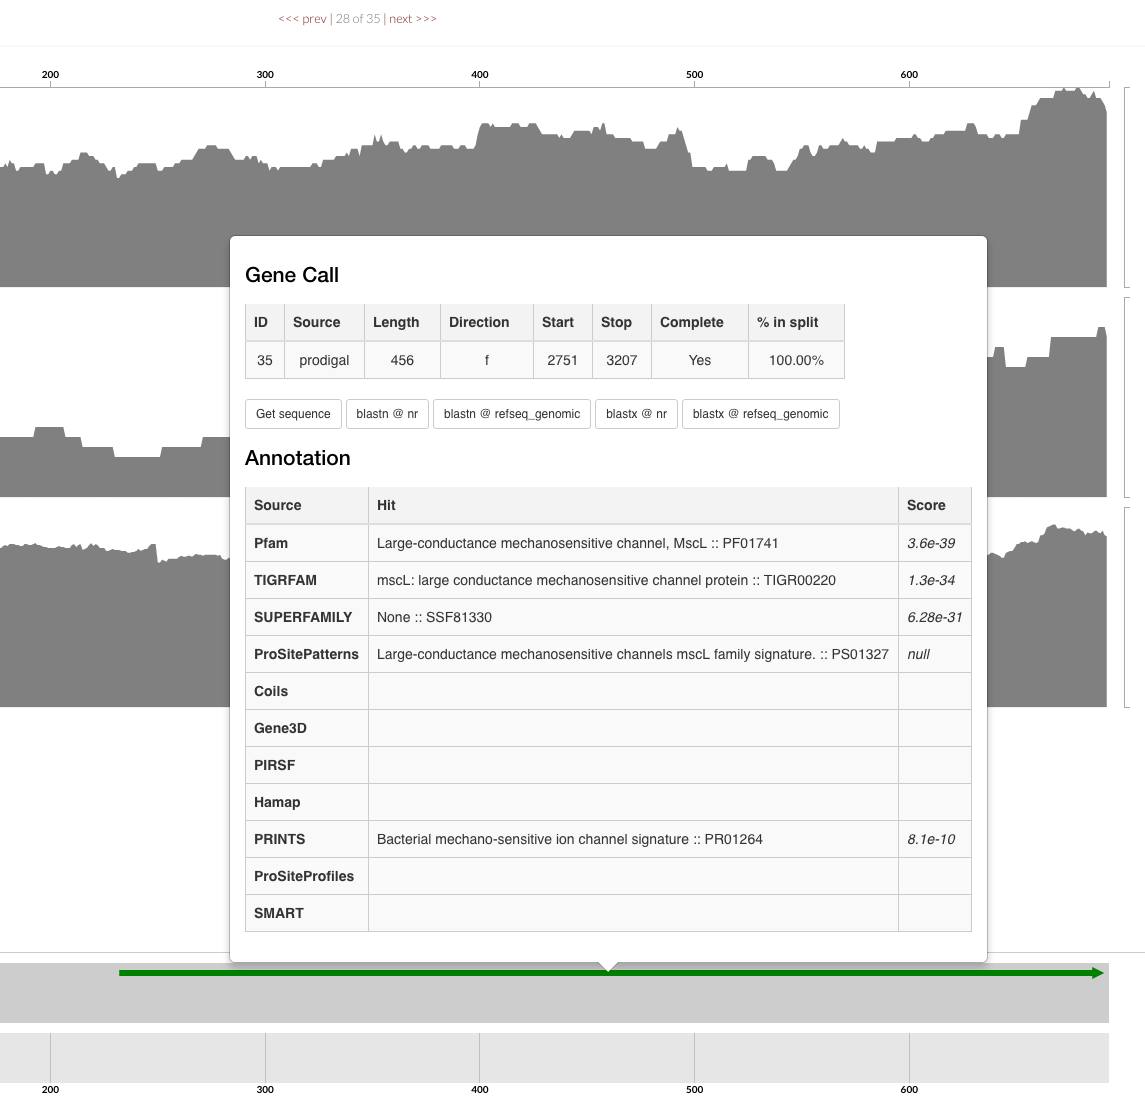 <<< prev | 28 of 35 | next >>>
200 300 400 500 600
Gene Call
ID Source Length Direction Start Stop Complete % in split
35 prodigal 456 f 2751 3207 Yes 100.00%
Get sequence blastn @ nr blastn @ refseq_genomic blastx @ nr blastx @ refseq_genomic
Annotation
Source Hit Score
Pfam Large-conductance mechanosensitive channel, MscL :: PF01741 3.6e-39
TIGRFAM mscL: large conductance mechanosensitive channel protein :: TIGR00220 1.3e-34
SUPERFAMILY None :: SSF81330 6.28e-31
ProSitePatterns Large-conductance mechanosensitive channels mscL family signature. :: PS01327 null
Coils
Gene3D
PIRSF
Hamap
PRINTS Bacterial mechano-sensitive ion channel signature :: PR01264 8.1e-10
ProSiteProfiles
SMART
200 300 400 500 600